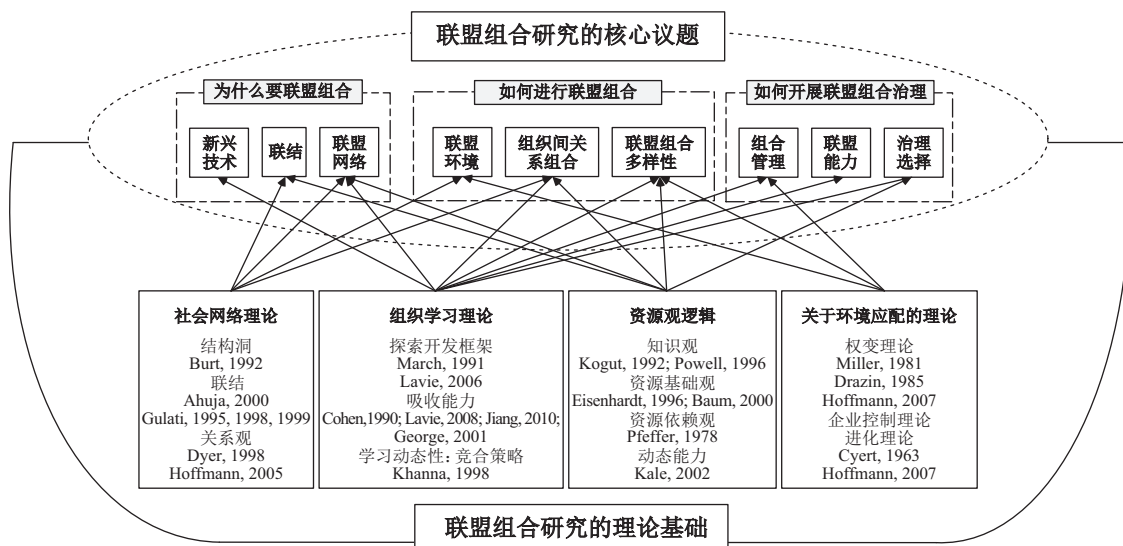 联盟组合研究的核心议题
为什么要联盟组合
如何进行联盟组合
如何开展联盟组合治理
新兴
技术
联结
联盟
网络
联盟
环境
组织间关
系组合
联盟组合
多样性
组合
管理
联盟
能力
治理
选择
社会网络理论
结构洞
Burt, 1992
联结
Ahuja, 2000
Gulati, 1995, 1998, 1999
关系观
Dyer, 1998
Hoffmann, 2005
组织学习理论
探索开发框架
March, 1991
Lavie, 2006
吸收能力
Cohen,1990; Lavie, 2008; Jiang, 2010;
George, 2001
学习动态性: 竞合策略
Khanna, 1998
资源观逻辑
知识观
Kogut, 1992; Powell, 1996
资源基础观
Eisenhardt, 1996; Baum, 2000
资源依赖观
Pfeffer, 1978
动态能力
Kale, 2002
关于环境应配的理论
权变理论
Miller, 1981
Drazin, 1985
Hoffmann, 2007
企业控制理论
进化理论
Cyert, 1963
Hoffmann, 2007
联盟组合研究的理论基础